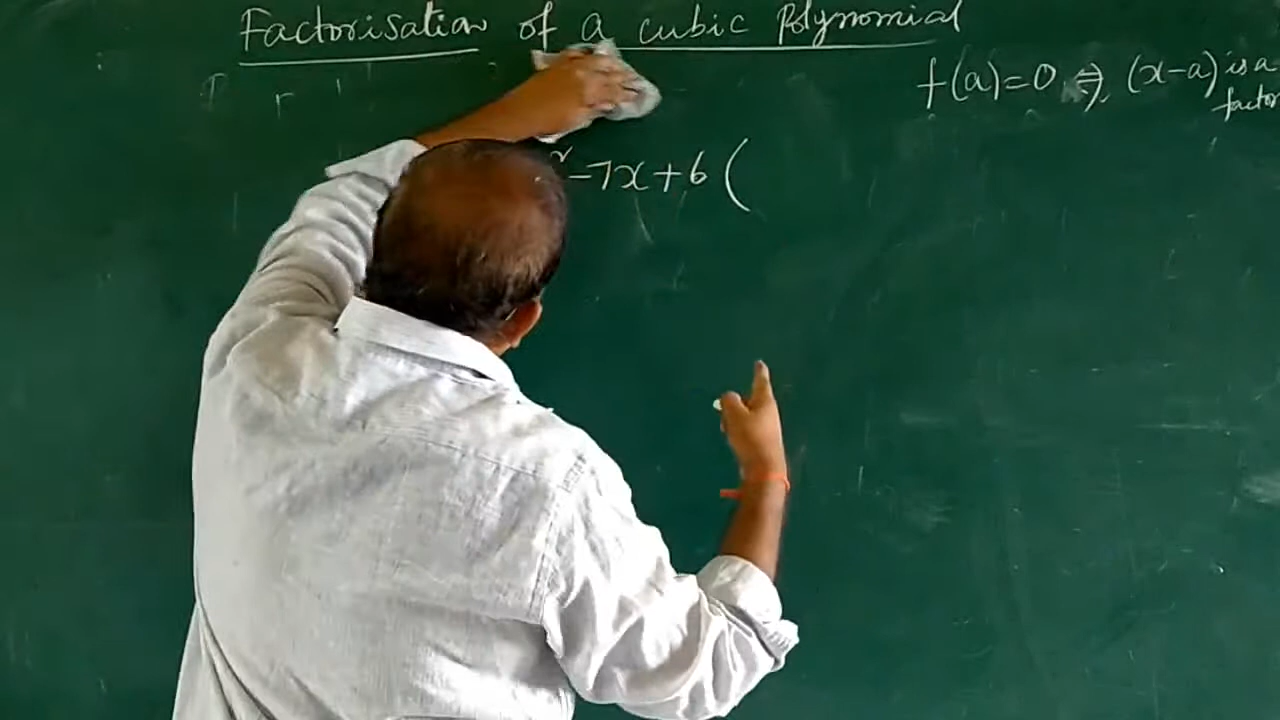 Factorisation of a cubic Polynomial
f(a)=0 ⇒, (x-a) is a
factor
-7x+6 (